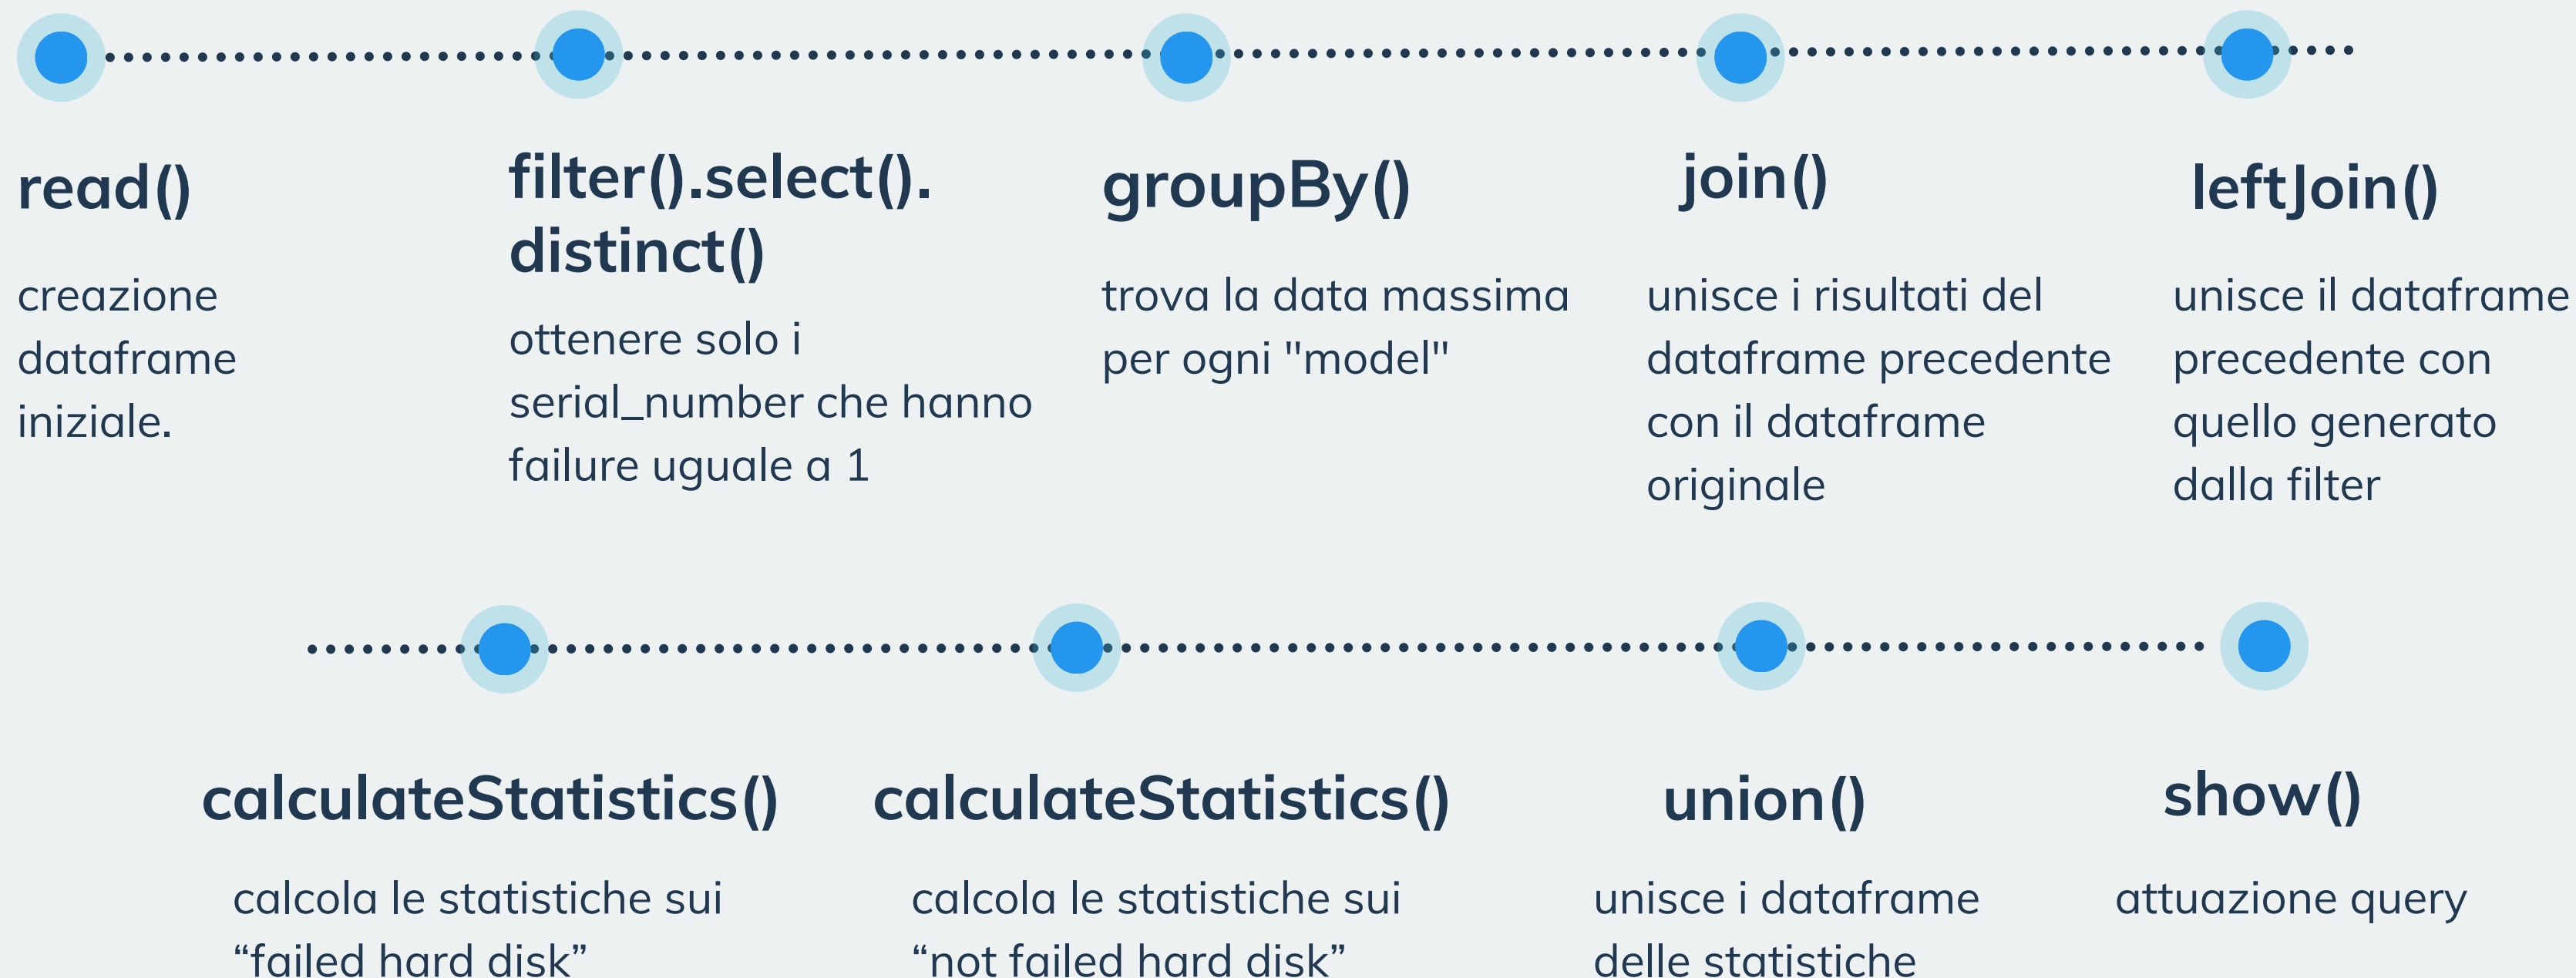 read()
creazione
dataframe
iniziale.
filter().select().
distinct()
ottenere solo i
serial_number che hanno
failure uguale a 1
groupBy()
trova la data massima
per ogni "model"
join()
unisce i risultati del
dataframe precedente
con il dataframe
originale
leftJoin()
unisce il dataframe
precedente con
quello generato
dalla filter
calculateStatistics()
calcola le statistiche sui
“failed hard disk”
calculateStatistics()
calcola le statistiche sui
“not failed hard disk”
union()
unisce i dataframe
delle statistiche
show()
attuazione query